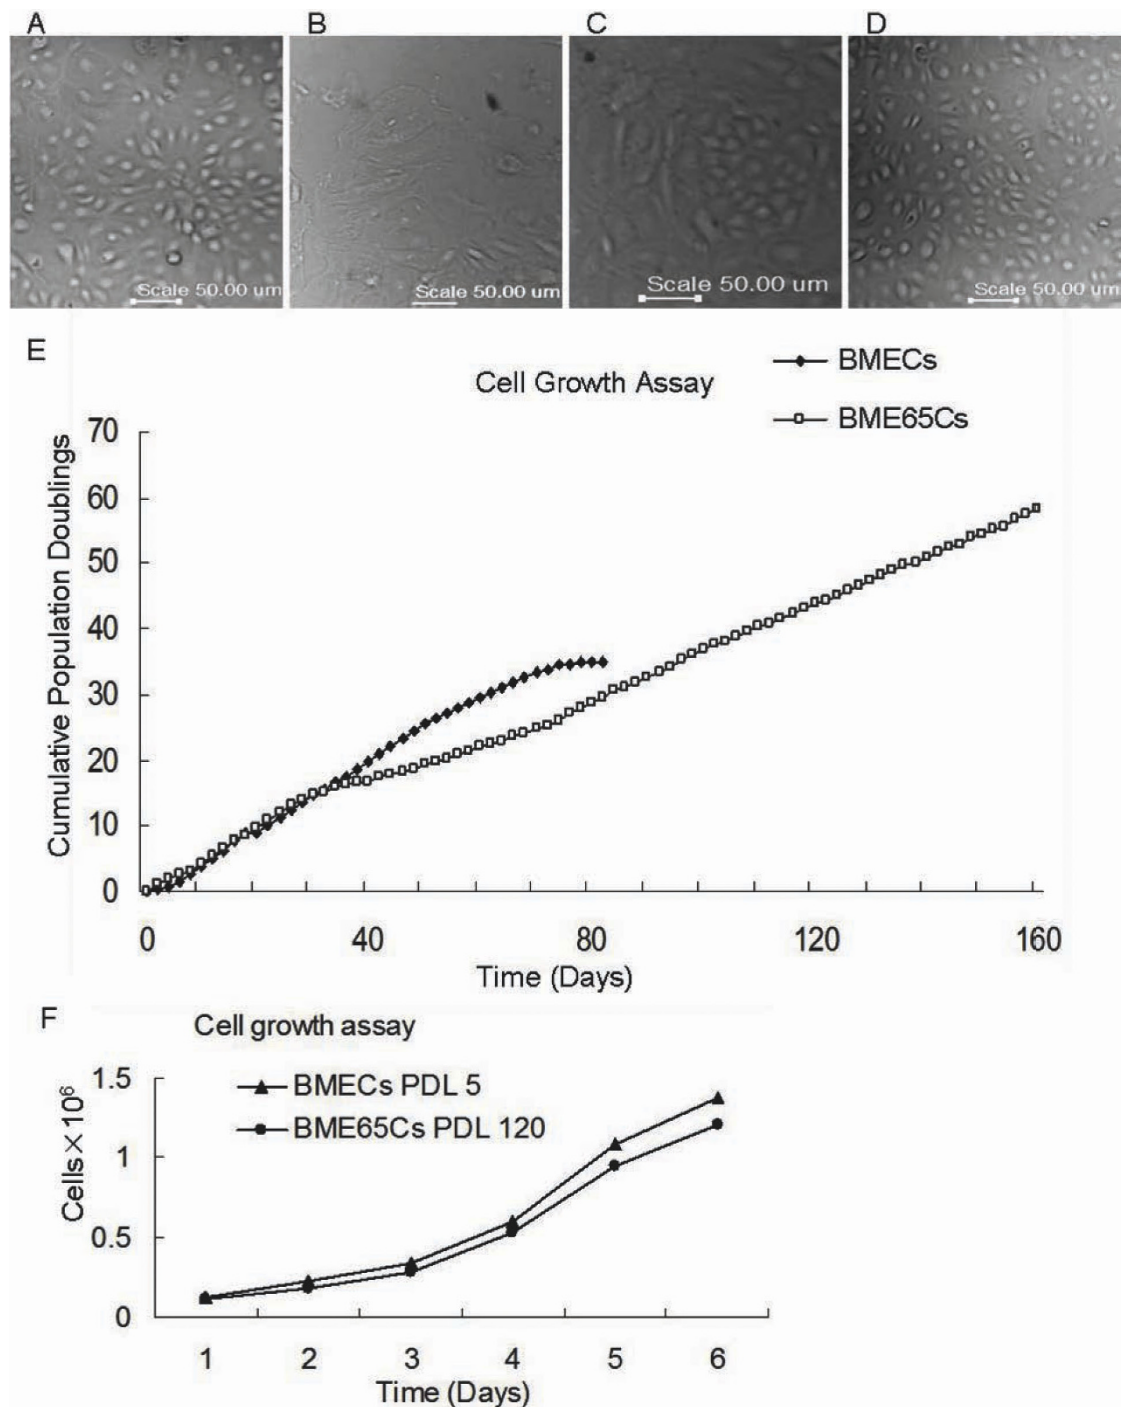 A
B
C
D
Scale 50.00 um
Scale 50.00 um
Scale 50.00 um
Scale 50.00 um
E
Cell Growth Assay
BMECs
BME65Cs
Cumulative Population Doublings
70
60
50
40
30
20
10
0
0 40 80 120 160
Time (Days)
F
Cell growth assay
BMECs PDL 5
BME65Cs PDL 120
Cells×10⁶
1.5
1
0.5
0
1 2 3 4 5 6
Time (Days)